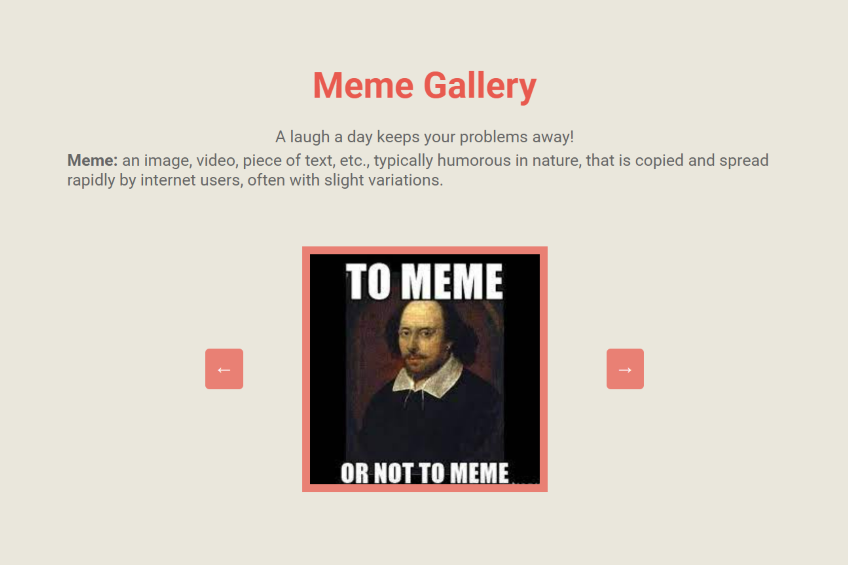 Meme Gallery
A laugh a day keeps your problems away!
Meme: an image, video, piece of text, etc., typically humorous in nature, that is copied and spread
rapidly by internet users, often with slight variations.
TO MEME
← →
OR NOT TO MEME....